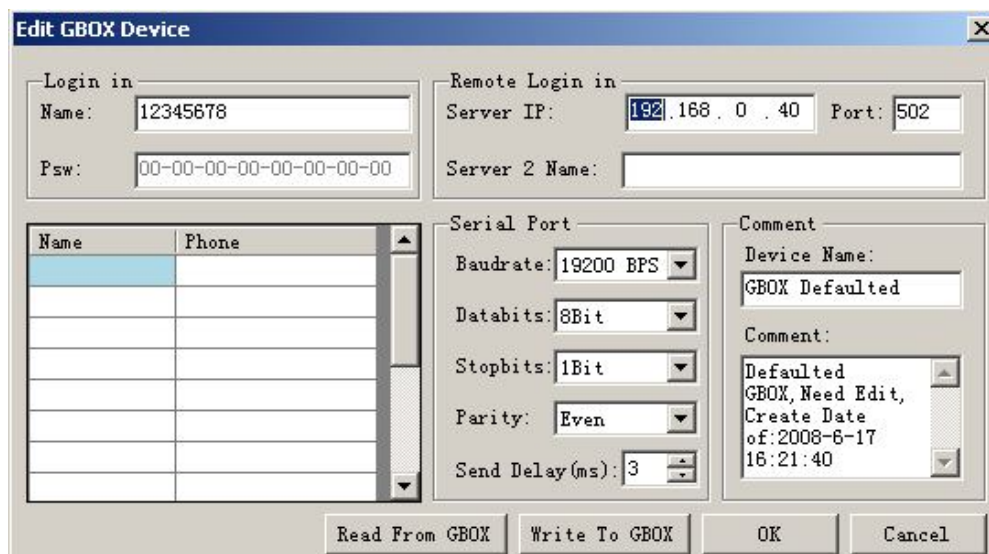 Edit GBOX Device
Login in
Name: 12345678
Psw: 00-00-00-00-00-00-00-00
Remote Login in
Server IP: 192.168.0.40 Port: 502
Server 2 Name:
Name Phone
Serial Port
Baudrate: 19200 BPS
Databits: 8Bit
Stopbits: 1Bit
Parity: Even
Send Delay(ms): 3
Comment
Device Name:
GBOX Defaulted
Comment:
Defaulted
GBOX,Need Edit,
Create Date
of:2008-6-17
16:21:40
Read From GBOX Write To GBOX OK Cancel